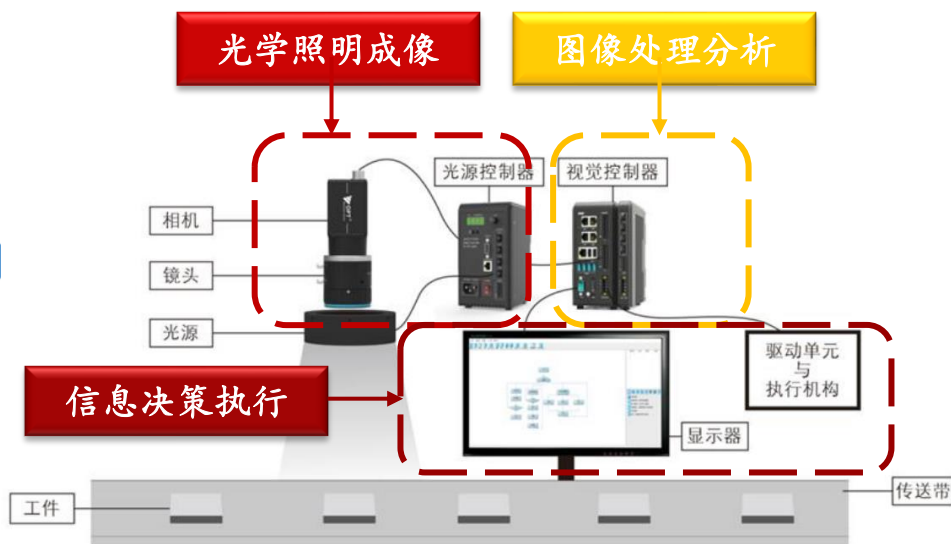 光学照明成像
图像处理分析
光源控制器
视觉控制器
相机
OPT
镜头
光源
驱动单元
与
执行机构
信息决策执行
显示器
工件
传送带